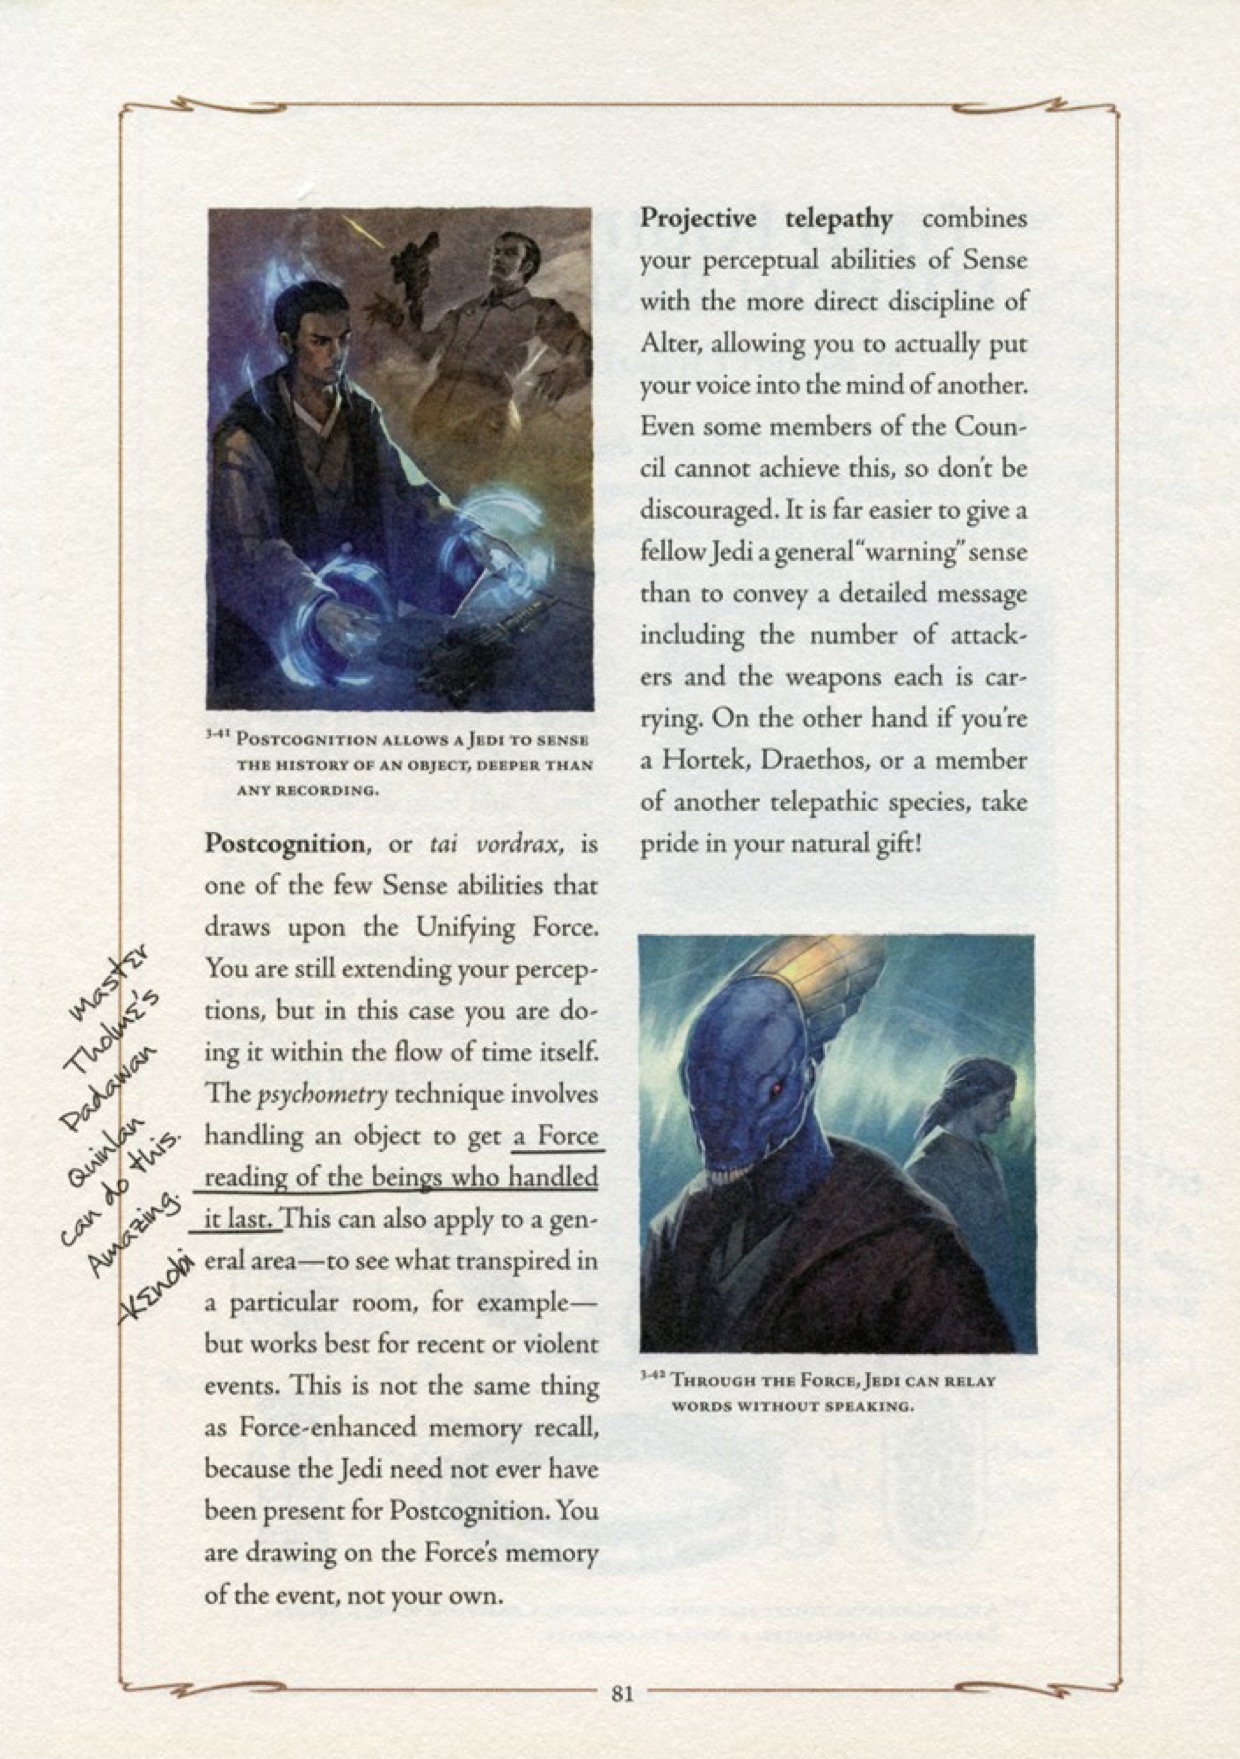 3-41 Postcognition allows a Jedi to sense
the history of an object, deeper than
any recording.
Postcognition, or tai vordrax, is
one of the few Sense abilities that
draws upon the Unifying Force.
You are still extending your percep-
tions, but in this case you are do-
ing it within the flow of time itself.
The psychometry technique involves
handling an object to get a Force
reading of the beings who handled
it last. This can also apply to a gen-
eral area—to see what transpired in
a particular room, for example—
but works best for recent or violent
events. This is not the same thing
as Force-enhanced memory recall,
because the Jedi need not ever have
been present for Postcognition. You
are drawing on the Force's memory
of the event, not your own.
Master
Tholme's
Padawan
Quinlan
can do this.
Amazing.
-Kenobi
Projective telepathy combines
your perceptual abilities of Sense
with the more direct discipline of
Alter, allowing you to actually put
your voice into the mind of another.
Even some members of the Coun-
cil cannot achieve this, so don't be
discouraged. It is far easier to give a
fellow Jedi a general “warning” sense
than to convey a detailed message
including the number of attack-
ers and the weapons each is car-
rying. On the other hand if you're
a Hortek, Draethos, or a member
of another telepathic species, take
pride in your natural gift!
3-42 Through the Force, Jedi can relay
words without speaking.
81